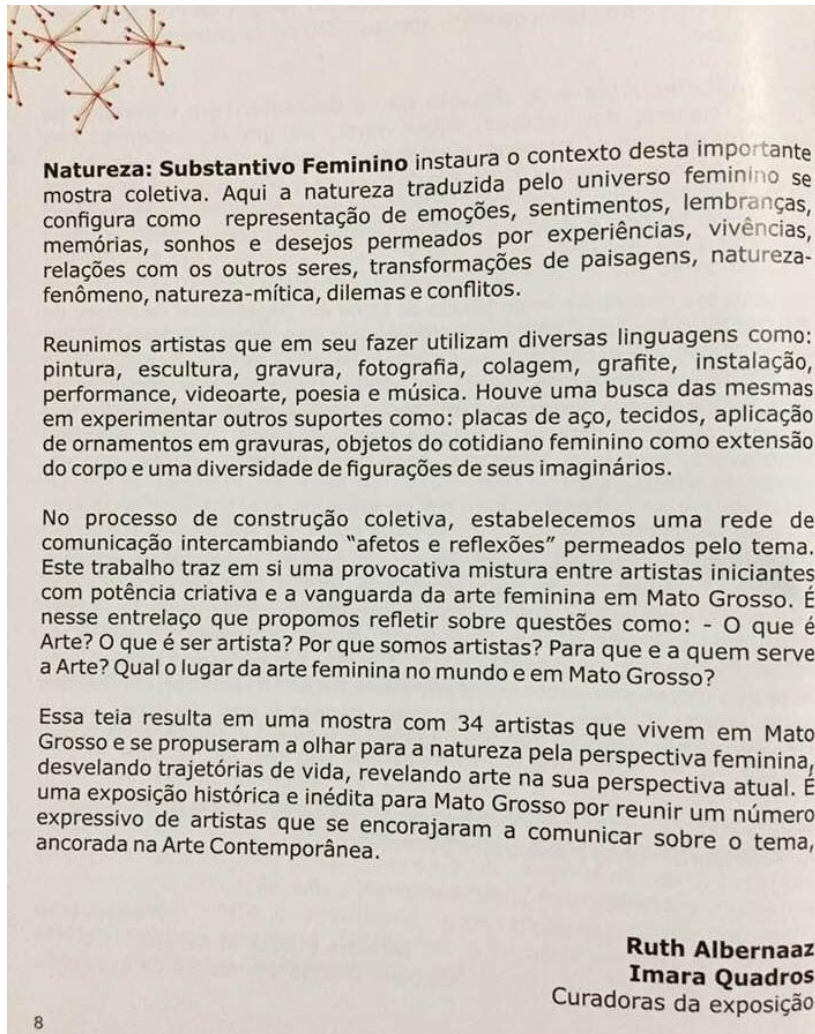 Natureza: Substantivo Feminino instaura o contexto desta importante
mostra coletiva. Aqui a natureza traduzida pelo universo feminino se
configura como representação de emoções, sentimentos, lembranças,
memórias, sonhos e desejos permeados por experiências, vivências,
relações com os outros seres, transformações de paisagens, natureza-
fenômeno, natureza-mítica, dilemas e conflitos.
Reunimos artistas que em seu fazer utilizam diversas linguagens como:
pintura, escultura, gravura, fotografia, colagem, grafite, instalação,
performance, videoarte, poesia e música. Houve uma busca das mesmas
em experimentar outros suportes como: placas de aço, tecidos, aplicação
de ornamentos em gravuras, objetos do cotidiano feminino como extensão
do corpo e uma diversidade de figurações de seus imaginários.
No processo de construção coletiva, estabelecemos uma rede de
comunicação intercambiando “afetos e reflexões” permeados pelo tema.
Este trabalho traz em si uma provocativa mistura entre artistas iniciantes
com potência criativa e a vanguarda da arte feminina em Mato Grosso. É
nesse entrelaço que propomos refletir sobre questões como: - O que é
Arte? O que é ser artista? Por que somos artistas? Para que e a quem serve
a Arte? Qual o lugar da arte feminina no mundo e em Mato Grosso?
Essa teia resulta em uma mostra com 34 artistas que vivem em Mato
Grosso e se propuseram a olhar para a natureza pela perspectiva feminina,
desvelando trajetórias de vida, revelando arte na sua perspectiva atual. É
uma exposição histórica e inédita para Mato Grosso por reunir um número
expressivo de artistas que se encorajaram a comunicar sobre o tema,
ancorada na Arte Contemporânea.
Ruth Albernaaz
Imara Quadros
Curadoras da exposição
8